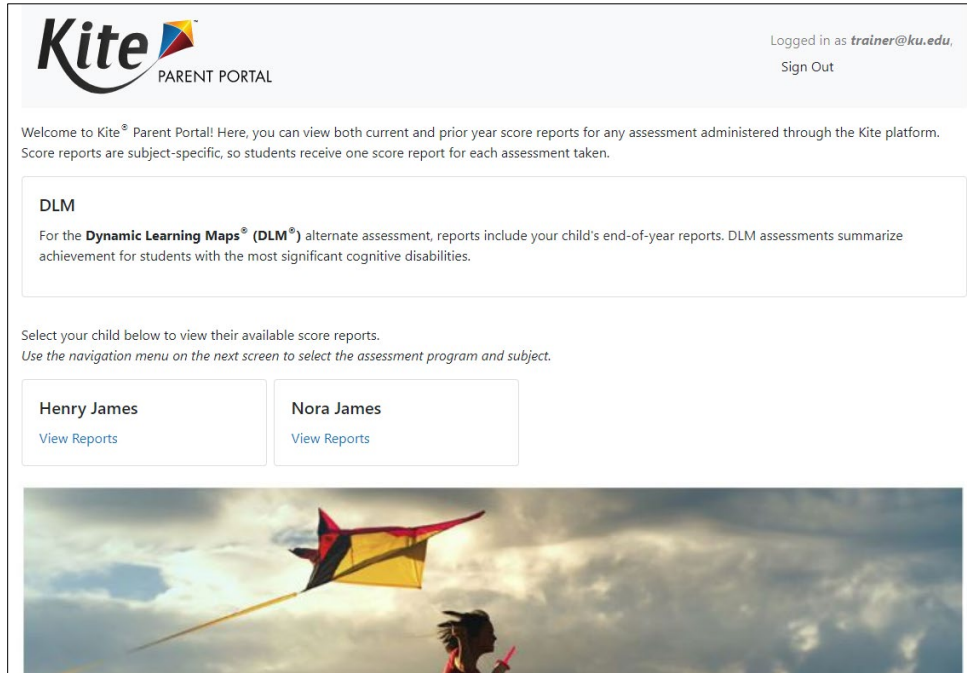 Kite™
PARENT PORTAL
Logged in as trainer@ku.edu,
Sign Out
Welcome to Kite® Parent Portal! Here, you can view both current and prior year score reports for any assessment administered through the Kite platform.
Score reports are subject-specific, so students receive one score report for each assessment taken.
DLM
For the Dynamic Learning Maps® (DLM®) alternate assessment, reports include your child's end-of-year reports. DLM assessments summarize
achievement for students with the most significant cognitive disabilities.
Select your child below to view their available score reports.
Use the navigation menu on the next screen to select the assessment program and subject.
Henry James
View Reports
Nora James
View Reports